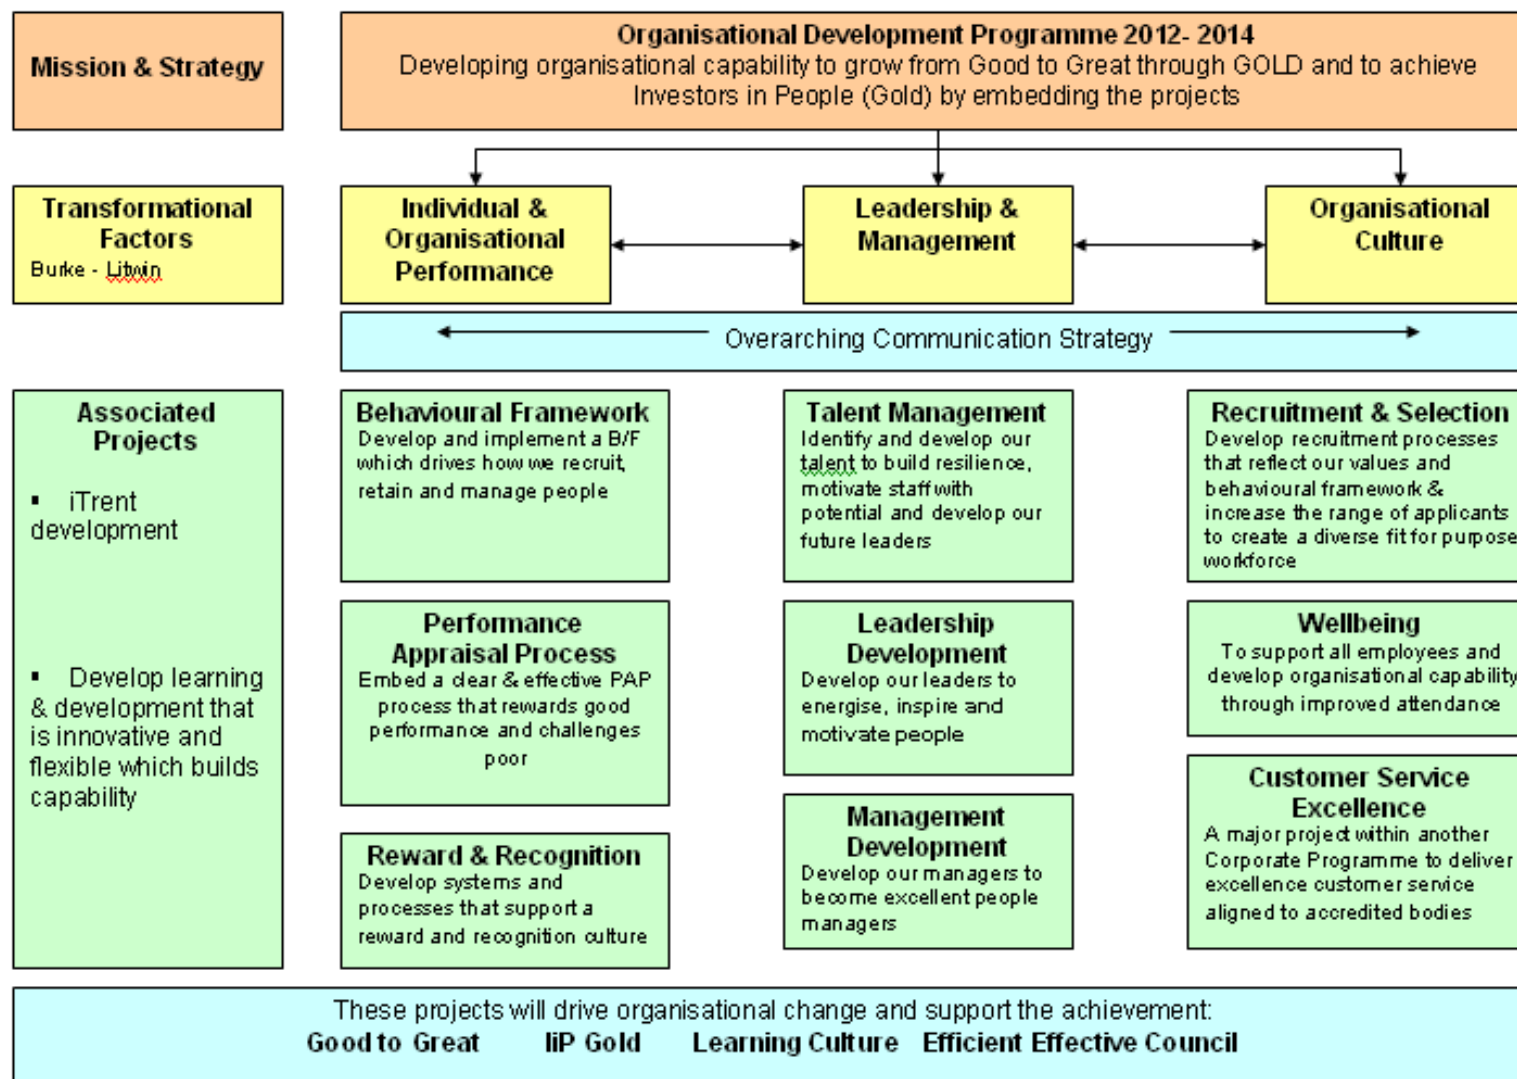 Mission & Strategy
Organisational Development Programme 2012- 2014
Developing organisational capability to grow from Good to Great through GOLD and to achieve
Investors in People (Gold) by embedding the projects
Transformational
Factors
Burke - Litwin
Individual &
Organisational
Performance
Leadership &
Management
Organisational
Culture
Overarching Communication Strategy
Associated
Projects
▪ iTrent
development
▪ Develop learning
& development that
is innovative and
flexible which builds
capability
Behavioural Framework
Develop and implement a B/F
which drives how we recruit,
retain and manage people
Performance
Appraisal Process
Embed a clear & effective PAP
process that rewards good
performance and challenges
poor
Reward & Recognition
Develop systems and
processes that support a
reward and recognition culture
Talent Management
Identify and develop our
talent to build resilience,
motivate staff with
potential and develop our
future leaders
Leadership
Development
Develop our leaders to
energise, inspire and
motivate people
Management
Development
Develop our managers to
become excellent people
managers
Recruitment & Selection
Develop recruitment processes
that reflect our values and
behavioural framework &
increase the range of applicants
to create a diverse fit for purpose
workforce
Wellbeing
To support all employees and
develop organisational capability
through improved attendance
Customer Service
Excellence
A major project within another
Corporate Programme to deliver
excellence customer service
aligned to accredited bodies
These projects will drive organisational change and support the achievement:
Good to Great IiP Gold Learning Culture Efficient Effective Council